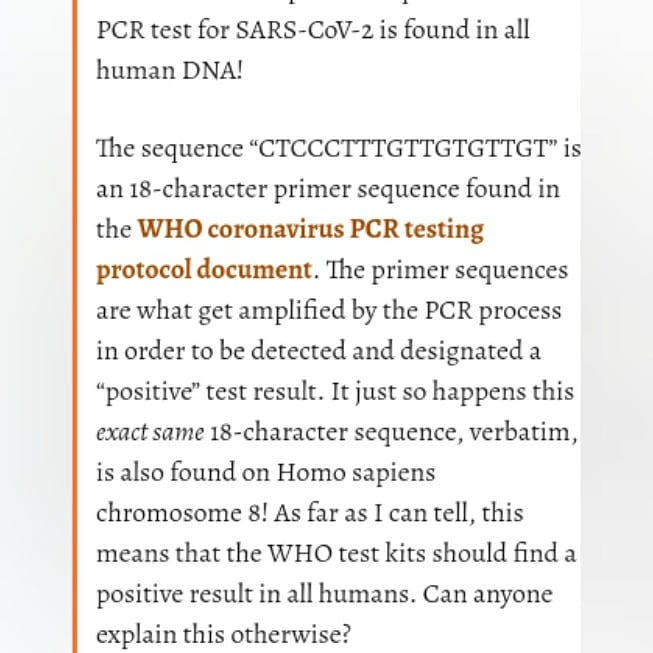 PCR test for SARS-CoV-2 is found in all
human DNA!
The sequence “CTCCCTTTGTTGTGTTGT” is
an 18-character primer sequence found in
the WHO coronavirus PCR testing
protocol document. The primer sequences
are what get amplified by the PCR process
in order to be detected and designated a
“positive” test result. It just so happens this
exact same 18-character sequence, verbatim,
is also found on Homo sapiens
chromosome 8! As far as I can tell, this
means that the WHO test kits should find a
positive result in all humans. Can anyone
explain this otherwise?